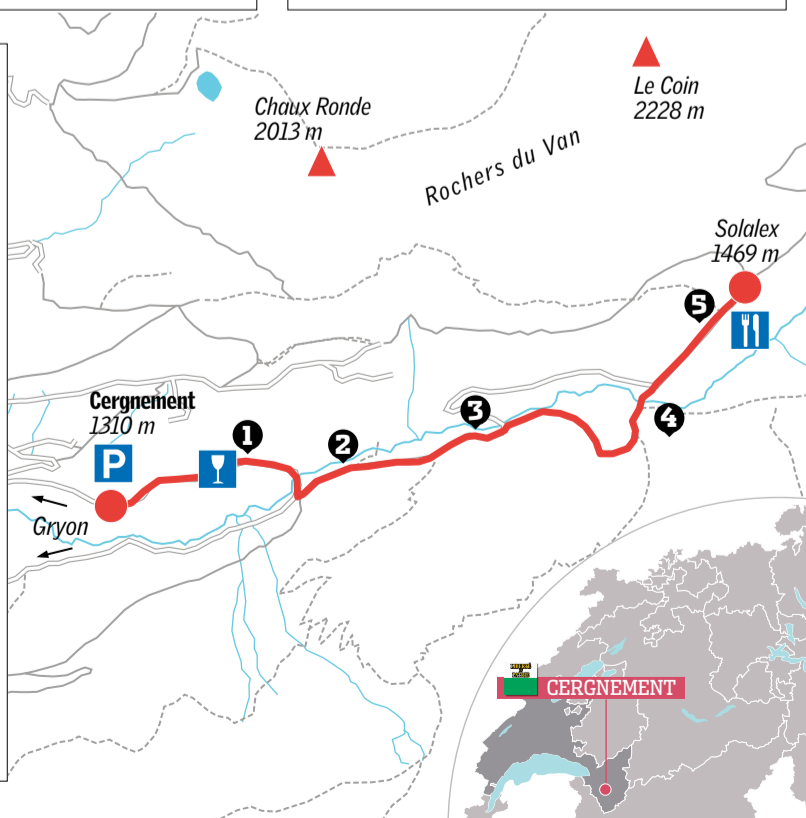 Le Coin
2228 m
Chaux Ronde
2013 m
Rochers du Van
Solalex
1469 m
5
Cergnement
1310 m
P
1
2
3
4
Gryon
CERGNEMENT